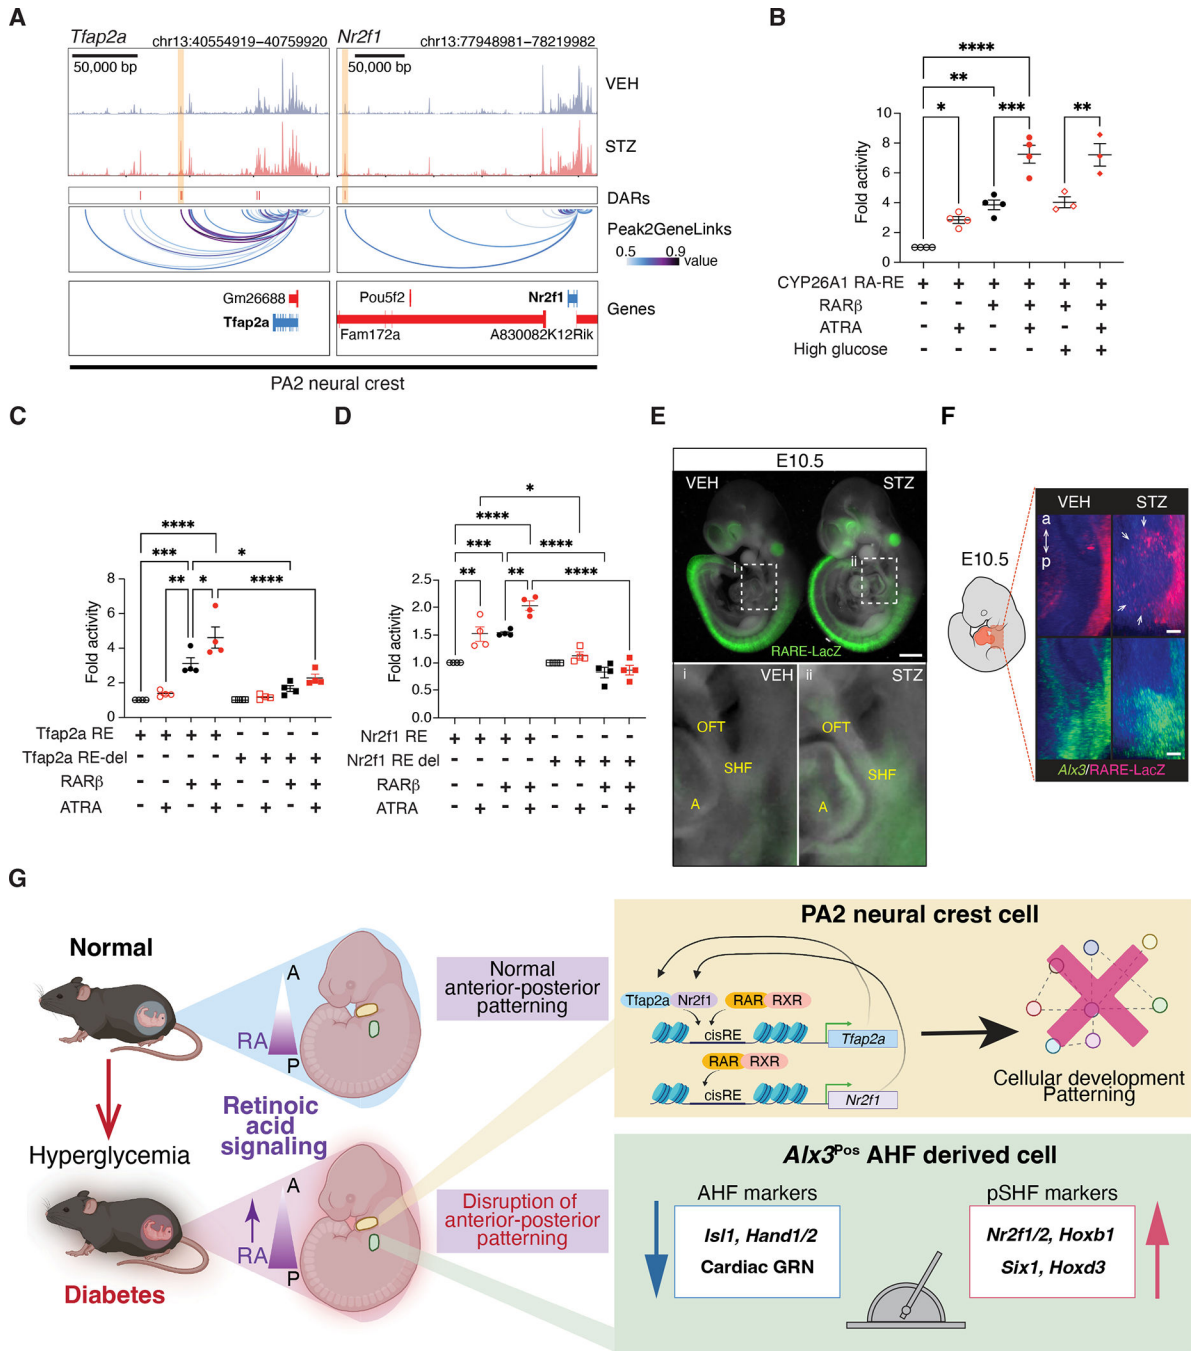 A
Tfap2a
chr13:40554919–40759920
50,000 bp
Nr2f1
chr13:77948981–78219982
50,000 bp
VEH
STZ
DARs
Peak2GeneLinks
0.5 0.9
value
Gm26688
Tfap2a
Pou5f2
Nr2f1
Fam172a
A830082K12Rik
Genes
PA2 neural crest
B
****
**
* *** **
Fold activity
10
8
6
4
2
0
CYP26A1 RA-RE + + + + + +
RARβ - - + + + +
ATRA - + - + - +
High glucose - - - - + +
C
****
*** *
** * ****
Fold activity
8
6
4
2
0
Tfap2a RE + + + + - - - -
Tfap2a RE-del - - - - + + + +
RARβ - - + + - - + +
ATRA - + - + - + - +
D
*
****
*** ****
** ** ****
Fold activity
2.5
2.0
1.5
1.0
0.5
0.0
Nr2f1 RE + + + + - - - -
Nr2f1 RE del - - - - + + + +
RARβ - - + + - - + +
ATRA - + - + - + - +
E
E10.5
VEH STZ
i ii
RARE-LacZ
i VEH
OFT
SHF
A
ii STZ
OFT
SHF
A
F
E10.5
VEH STZ
a
p
Alx3/RARE-LacZ
G
Normal
A
RA
P
Normal
anterior-posterior
patterning
Retinoic
acid
signaling
Hyperglycemia
Diabetes
A
RA
P
Disruption of
anterior-posterior
patterning
PA2 neural crest cell
Tfap2a Nr2f1 RAR RXR
cisRE
Tfap2a
RAR RXR
cisRE
Nr2f1
Cellular development
Patterning
Alx3Pos AHF derived cell
AHF markers
Isl1, Hand1/2
Cardiac GRN
pSHF markers
Nr2f1/2, Hoxb1
Six1, Hoxd3